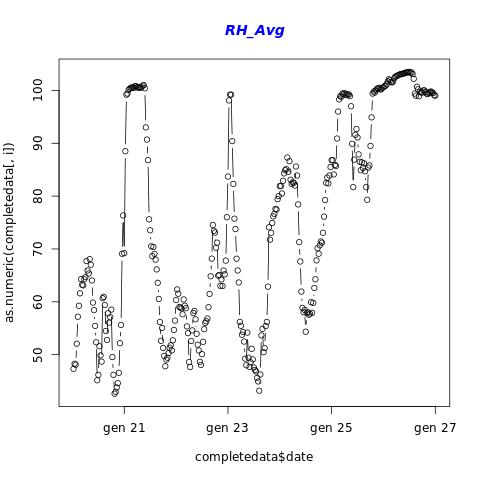 RH_Avg
as.numeric(completedata[, i])
100
90
80
70
60
50
gen 21
gen 23
gen 25
gen 27
completedata$date